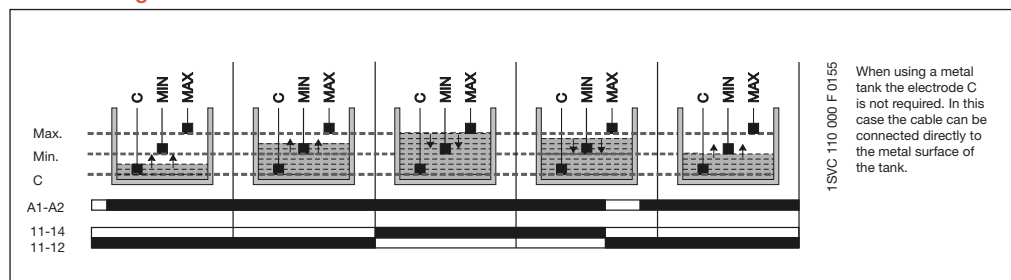 C MIN MAX C MIN MAX C MIN MAX C MIN MAX C MIN MAX
Max.
Min.
C
A1-A2
11-14
11-12
1SVC 110 000 F 0155
When using a metal
tank the electrode C
is not required. In this
case the cable can be
connected directly to
the metal surface of
the tank.